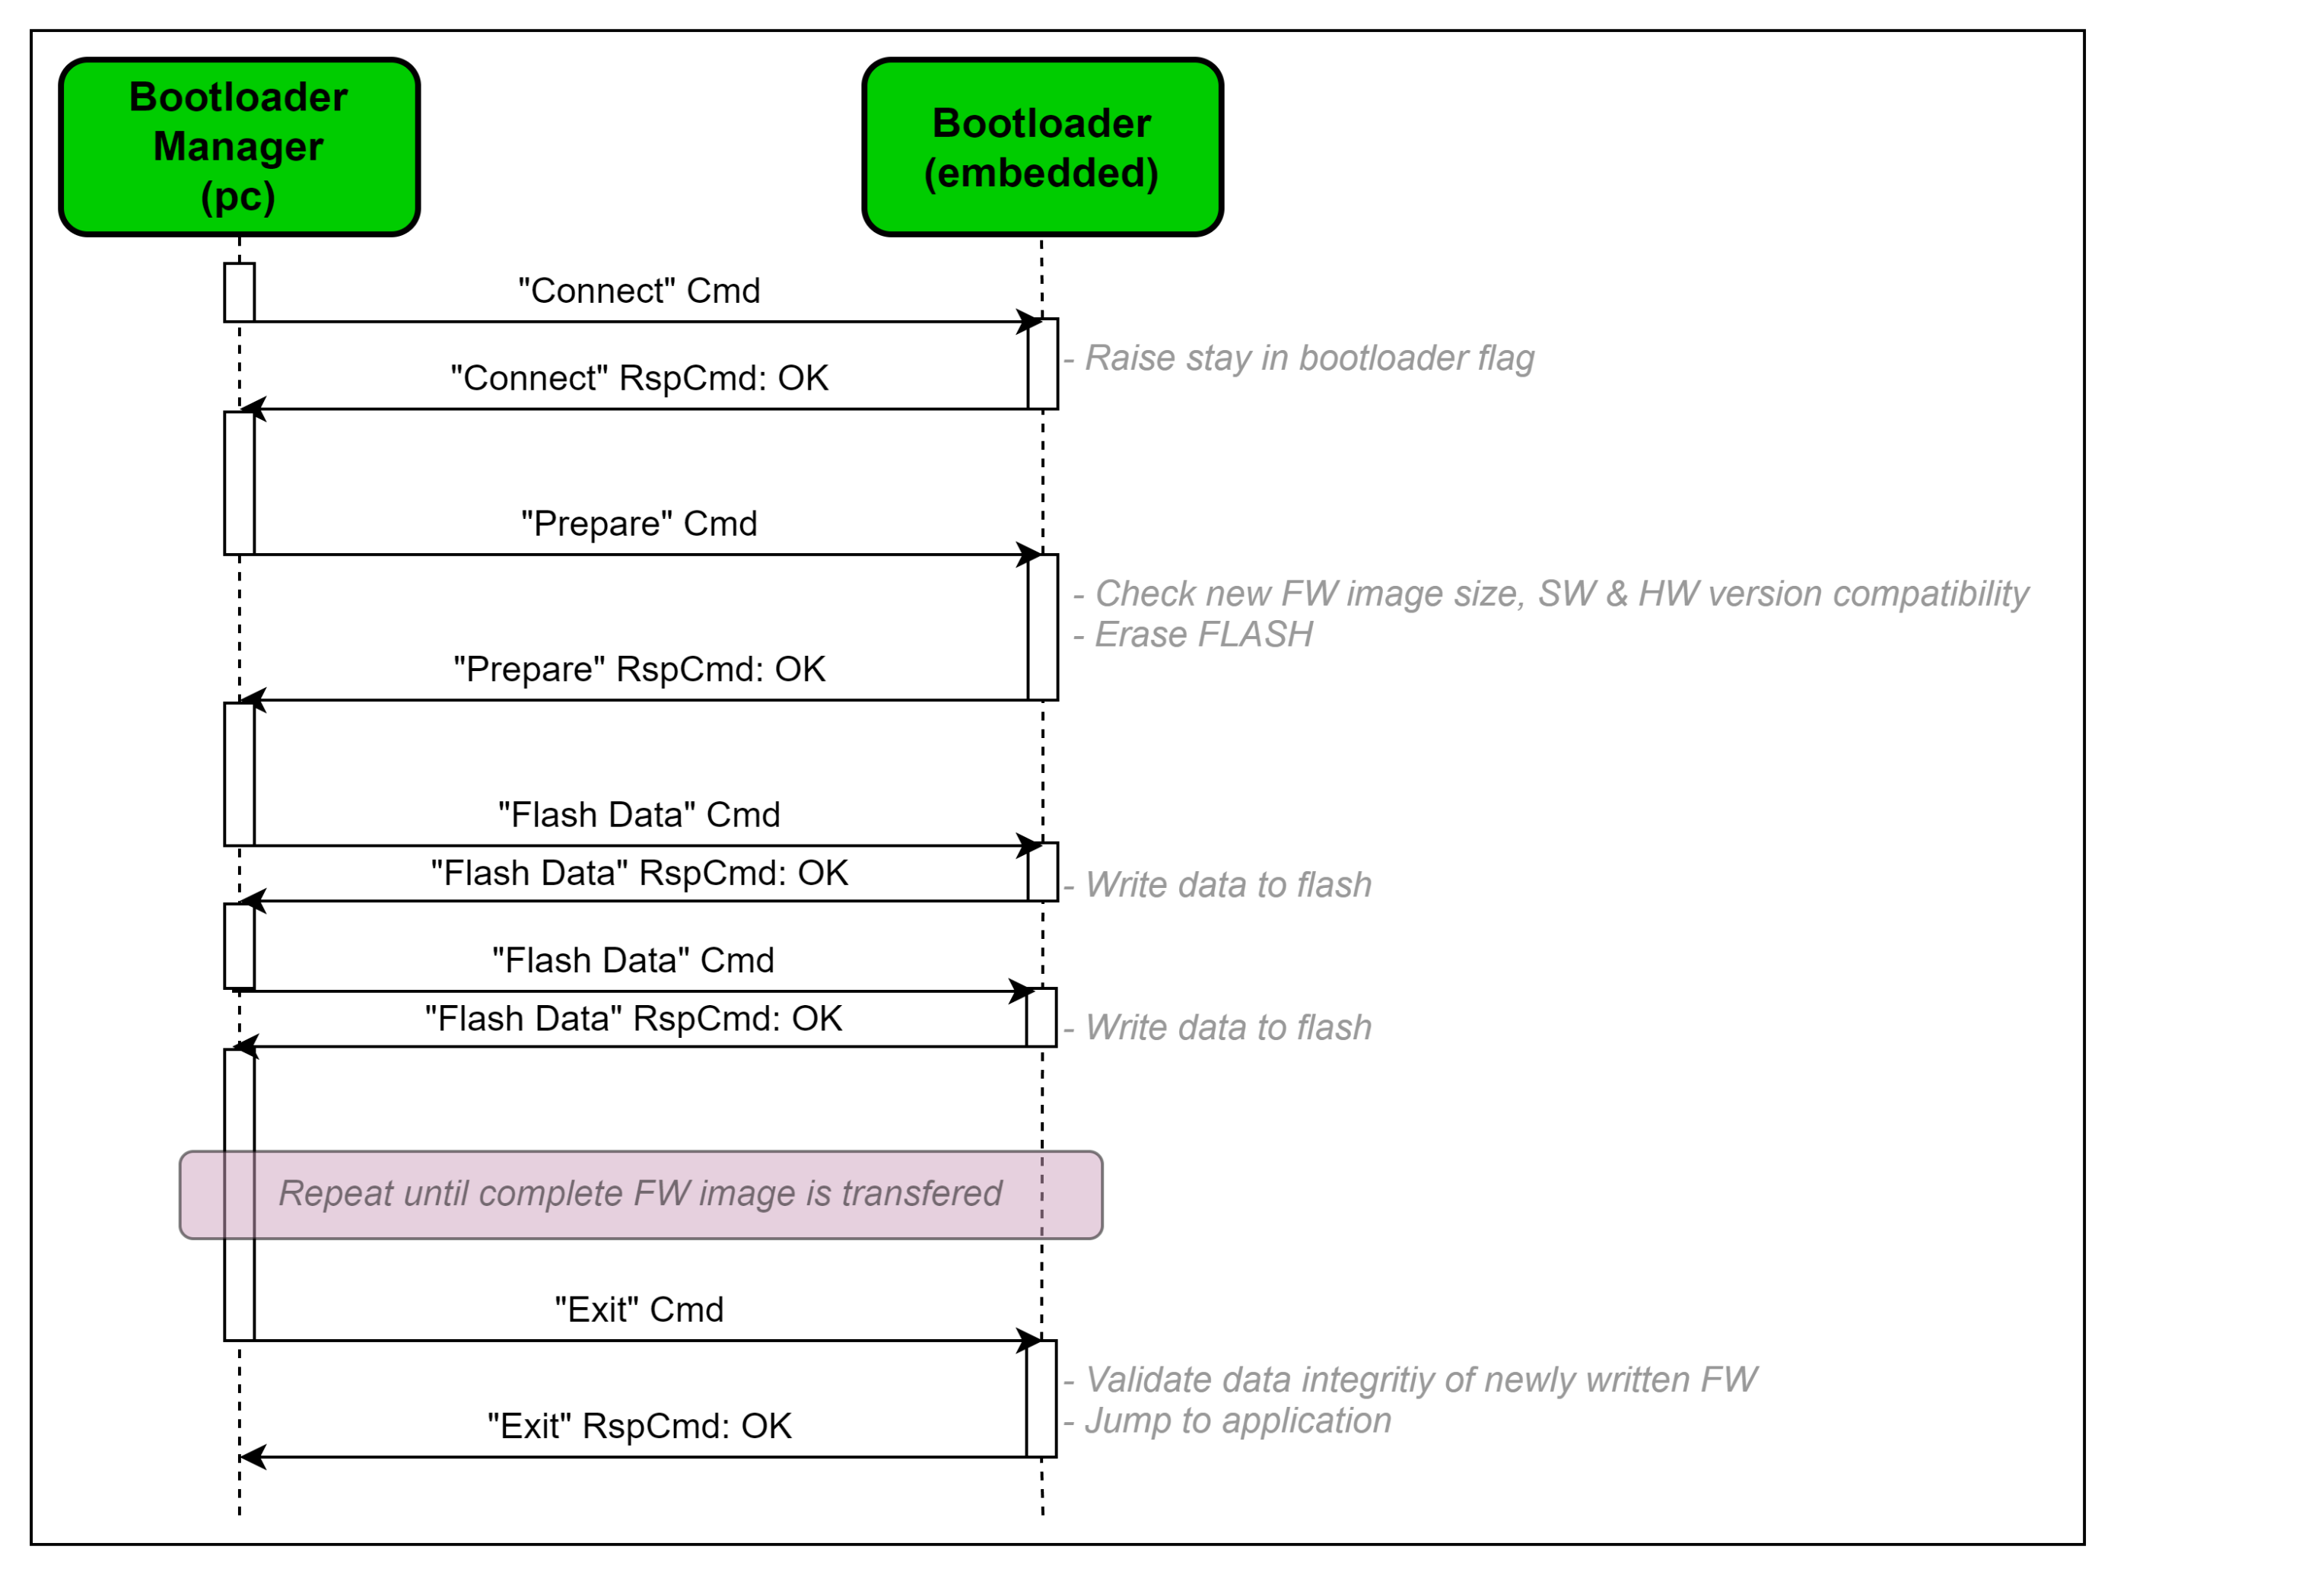 Bootloader
Manager
(pc)
Bootloader
(embedded)
"Connect" Cmd
- Raise stay in bootloader flag
"Connect" RspCmd: OK
"Prepare" Cmd
- Check new FW image size, SW & HW version compatibility
- Erase FLASH
"Prepare" RspCmd: OK
"Flash Data" Cmd
"Flash Data" RspCmd: OK
- Write data to flash
"Flash Data" Cmd
"Flash Data" RspCmd: OK
- Write data to flash
Repeat until complete FW image is transfered
"Exit" Cmd
- Validate data integritiy of newly written FW
- Jump to application
"Exit" RspCmd: OK